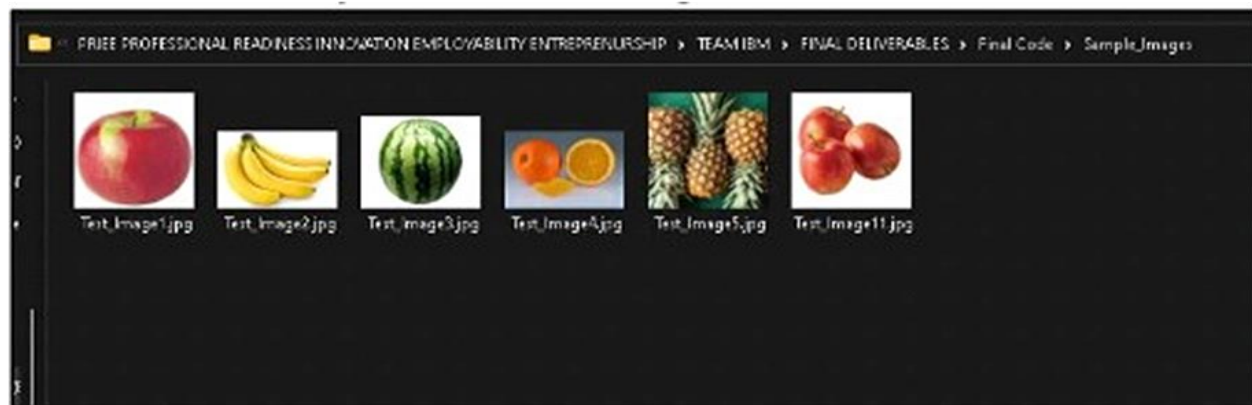 PRIEE PROFESSIONAL READINESS INNOVATION EMPLOYABILITY ENTREPRENURSHIP › TEAM IBM › FINAL DELIVERABLES › Final Code › Sample_Images
Test_Image1.jpg Test_Image2.jpg Test_Image3.jpg Test_Image4.jpg Test_Image5.jpg Test_Image11.jpg